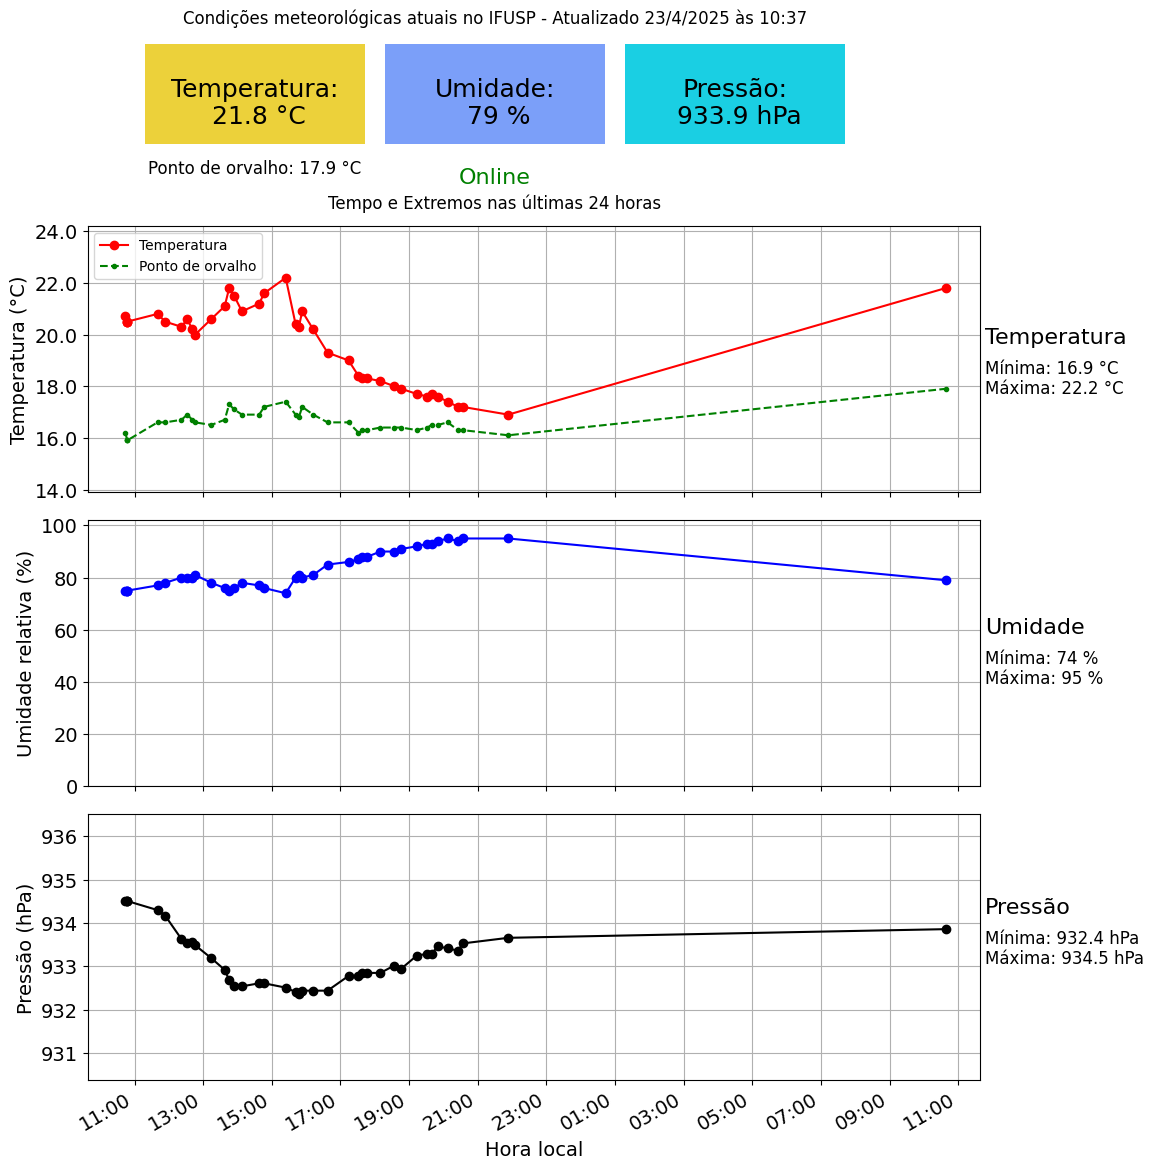 Condições meteorológicas atuais no IFUSP - Atualizado 23/4/2025 às 10:37
Temperatura:
21.8 °C
Umidade:
79 %
Pressão:
933.9 hPa
Ponto de orvalho: 17.9 °C
Online
Tempo e Extremos nas últimas 24 horas
Temperatura (°C)
24.0
22.0
20.0
18.0
16.0
14.0
Temperatura
Ponto de orvalho
Temperatura
Mínima: 16.9 °C
Máxima: 22.2 °C
Umidade relativa (%)
100
80
60
40
20
0
Umidade
Mínima: 74 %
Máxima: 95 %
Pressão (hPa)
936
935
934
933
932
931
Pressão
Mínima: 932.4 hPa
Máxima: 934.5 hPa
11:00 13:00 15:00 17:00 19:00 21:00 23:00 01:00 03:00 05:00 07:00 09:00 11:00
Hora local